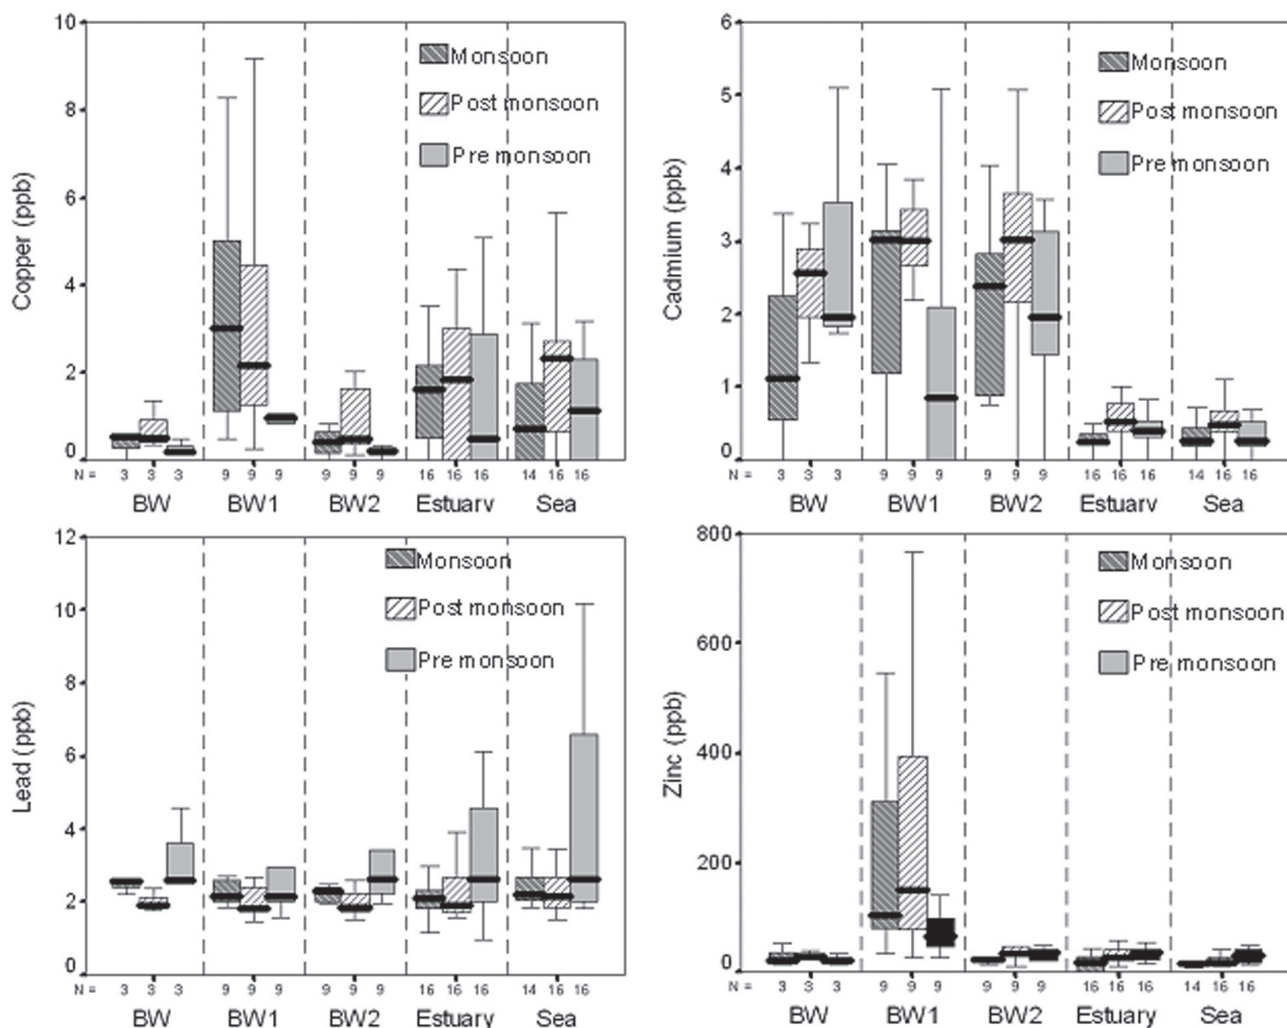 10
8
6
4
2
0
Copper (ppb)
Monsoon
Post monsoon
Pre monsoon
N = 3 3 3 9 9 9 9 9 9 16 16 16 14 16 16
BW BW1 BW2 Estuarv Sea
6
5
4
3
2
1
0
Cadmium (ppb)
Monsoon
Post monsoon
Pre monsoon
3 3 3 9 9 9 9 9 9 16 16 16 14 16 16
BW BW1 BW2 Estuarv Sea
12
10
8
6
4
2
0
Lead (ppb)
Monsoon
Post monsoon
Pre monsoon
N = 3 3 3 9 9 9 9 9 9 16 16 16 16 16 16
BW BW1 BW2 Estuary Sea
800
600
400
200
0
Zinc (ppb)
Monsoon
Post monsoon
Pre monsoon
N = 3 3 3 9 9 9 9 9 9 16 16 16 14 16 16
BW BW1 BW2 Estuary Sea